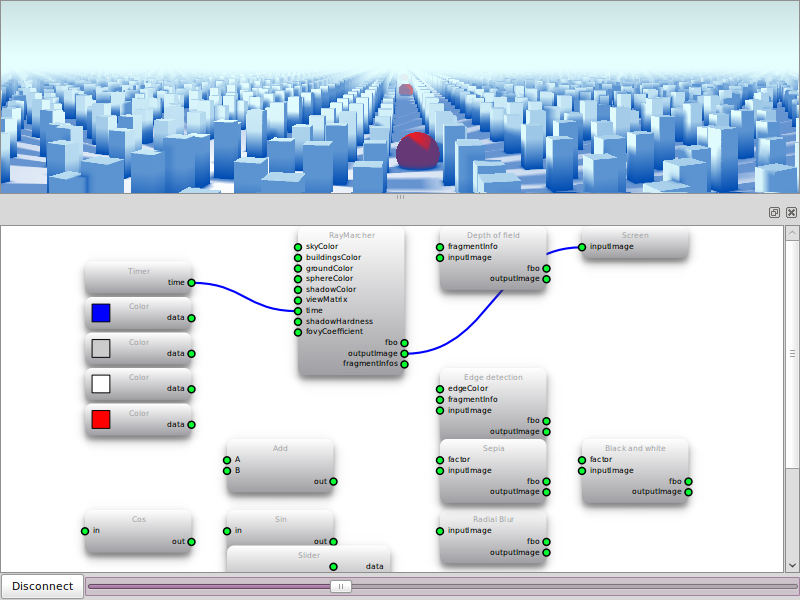 RayMarcher
skyColor
buildingsColor
groundColor
sphereColor
shadowColor
viewMatrix
time
shadowHardness
fovyCoefficient
fbo
outputImage
fragmentInfos
Depth of field
fragmentInfo
inputImage
fbo
outputImage
Screen
inputImage
Timer
time
Color
data
Color
data
Color
data
Color
data
Edge detection
edgeColor
fragmentInfo
inputImage
fbo
outputImage
Add
A
B
out
Sepia
factor
inputImage
fbo
outputImage
Black and white
factor
inputImage
fbo
outputImage
Cos
in
out
Sin
in
out
Radial Blur
inputImage
fbo
outputImage
Slider
data
Disconnect